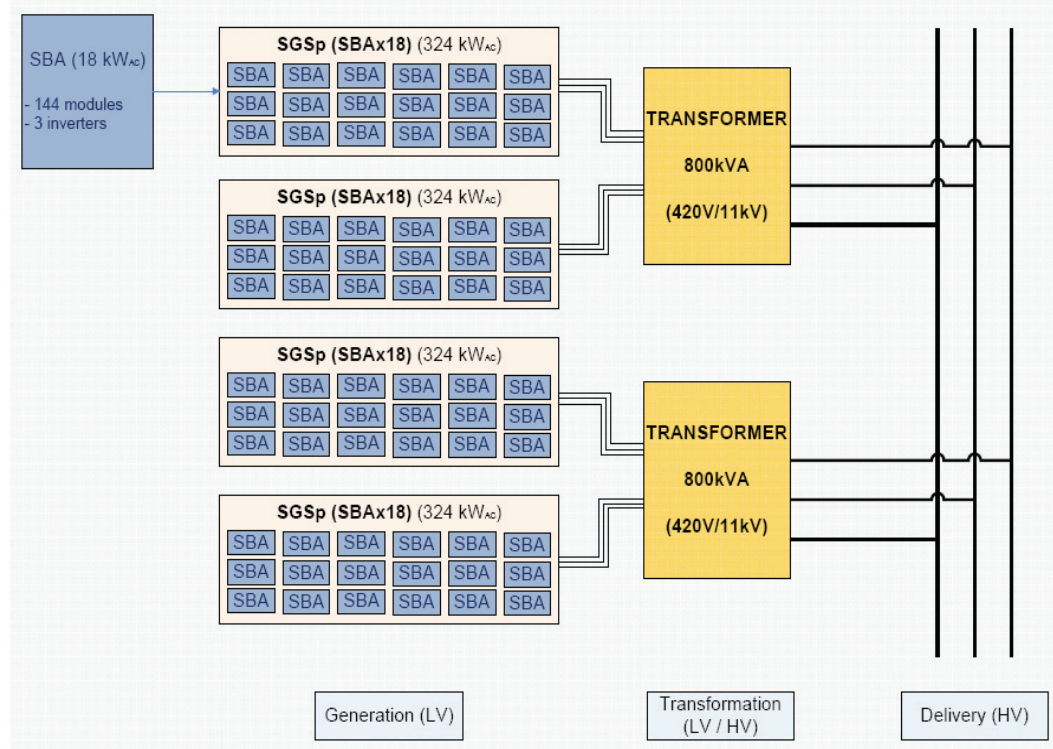 SBA (18 kWAC)
- 144 modules
- 3 inverters
SGSp (SBAx18) (324 kWAC)
SBA SBA SBA SBA SBA SBA
SBA SBA SBA SBA SBA SBA
SBA SBA SBA SBA SBA SBA
SGSp (SBAx18) (324 kWAC)
SBA SBA SBA SBA SBA SBA
SBA SBA SBA SBA SBA SBA
SBA SBA SBA SBA SBA SBA
TRANSFORMER
800kVA
(420V/11kV)
SGSp (SBAx18) (324 kWAC)
SBA SBA SBA SBA SBA SBA
SBA SBA SBA SBA SBA SBA
SBA SBA SBA SBA SBA SBA
SGSp (SBAx18) (324 kWAC)
SBA SBA SBA SBA SBA SBA
SBA SBA SBA SBA SBA SBA
SBA SBA SBA SBA SBA SBA
TRANSFORMER
800kVA
(420V/11kV)
Generation (LV)
Transformation
(LV / HV)
Delivery (HV)